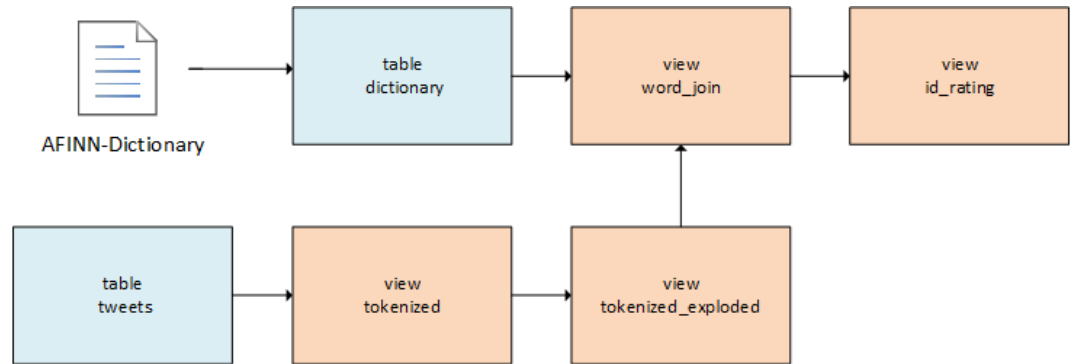 table
dictionary
view
word_join
view
id_rating
AFINN-Dictionary
table
tweets
view
tokenized
view
tokenized_exploded